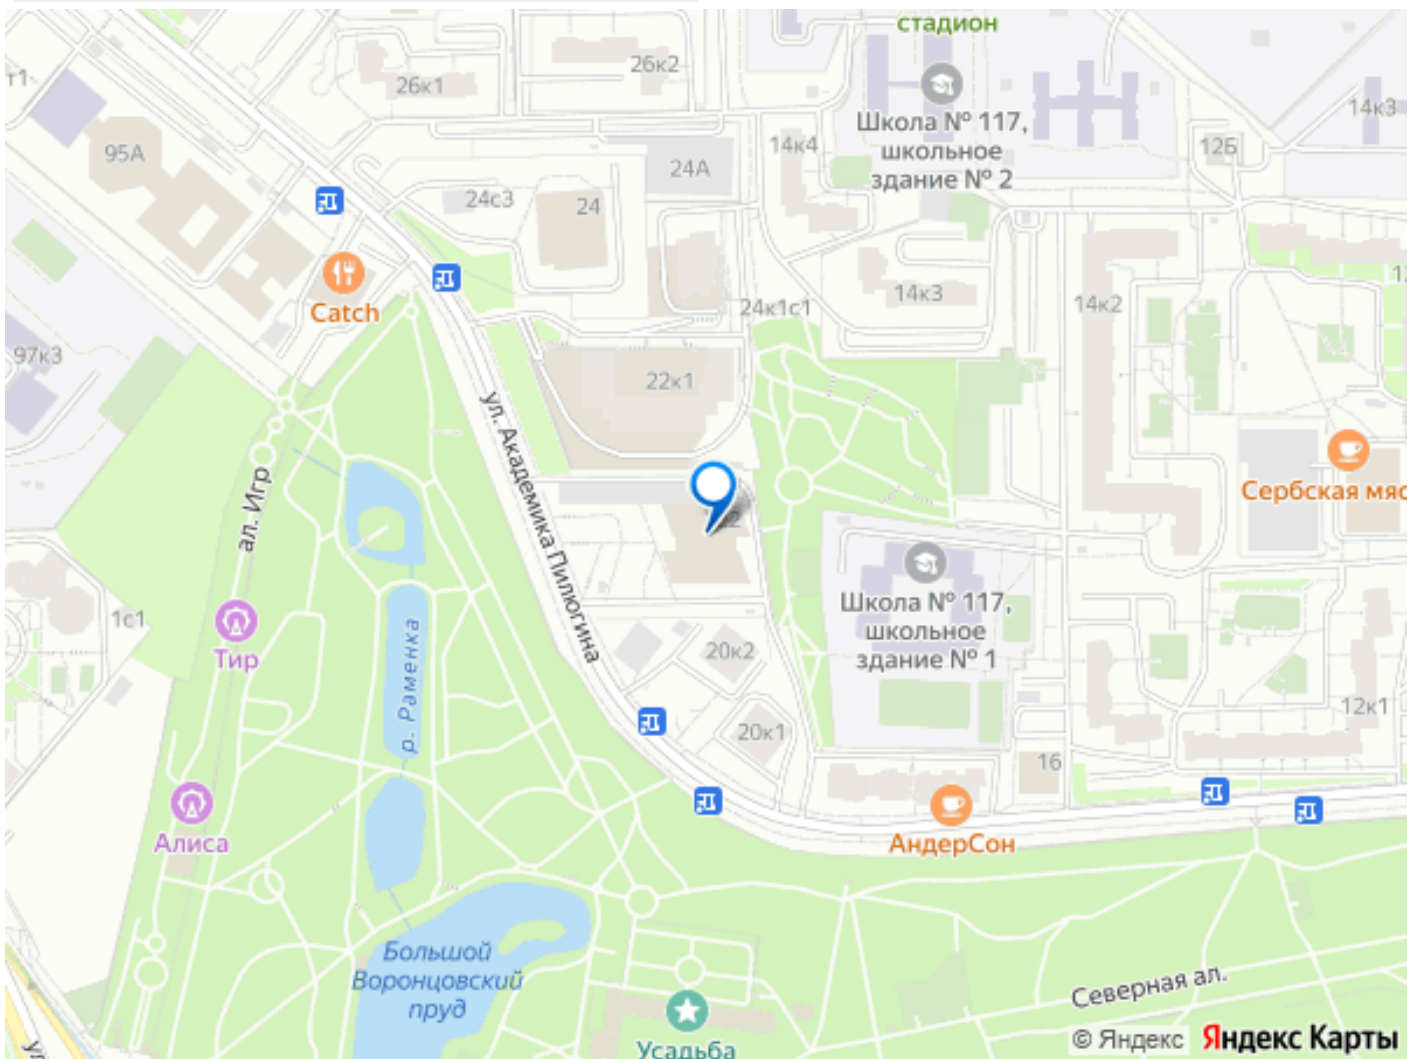 стадион
26к2
26к1
Школа № 117,
школьное
здание № 2
14к3
14к4
12Б
95А
24А
24с3
24
Catch
14к3
24к1с1
14к2
97к3
22к1
ул. Академика Пилюгина
ал. Игр
Сербская мяс
Школа № 117,
школьное
здание № 1
1с1
Тир
р. Раменка
20к2
20к1
12к1
16
Алиса
АндерСон
Большой
Воронцовский
пруд
Северная ал.
Усадьба
© Яндекс Яндекс Карты